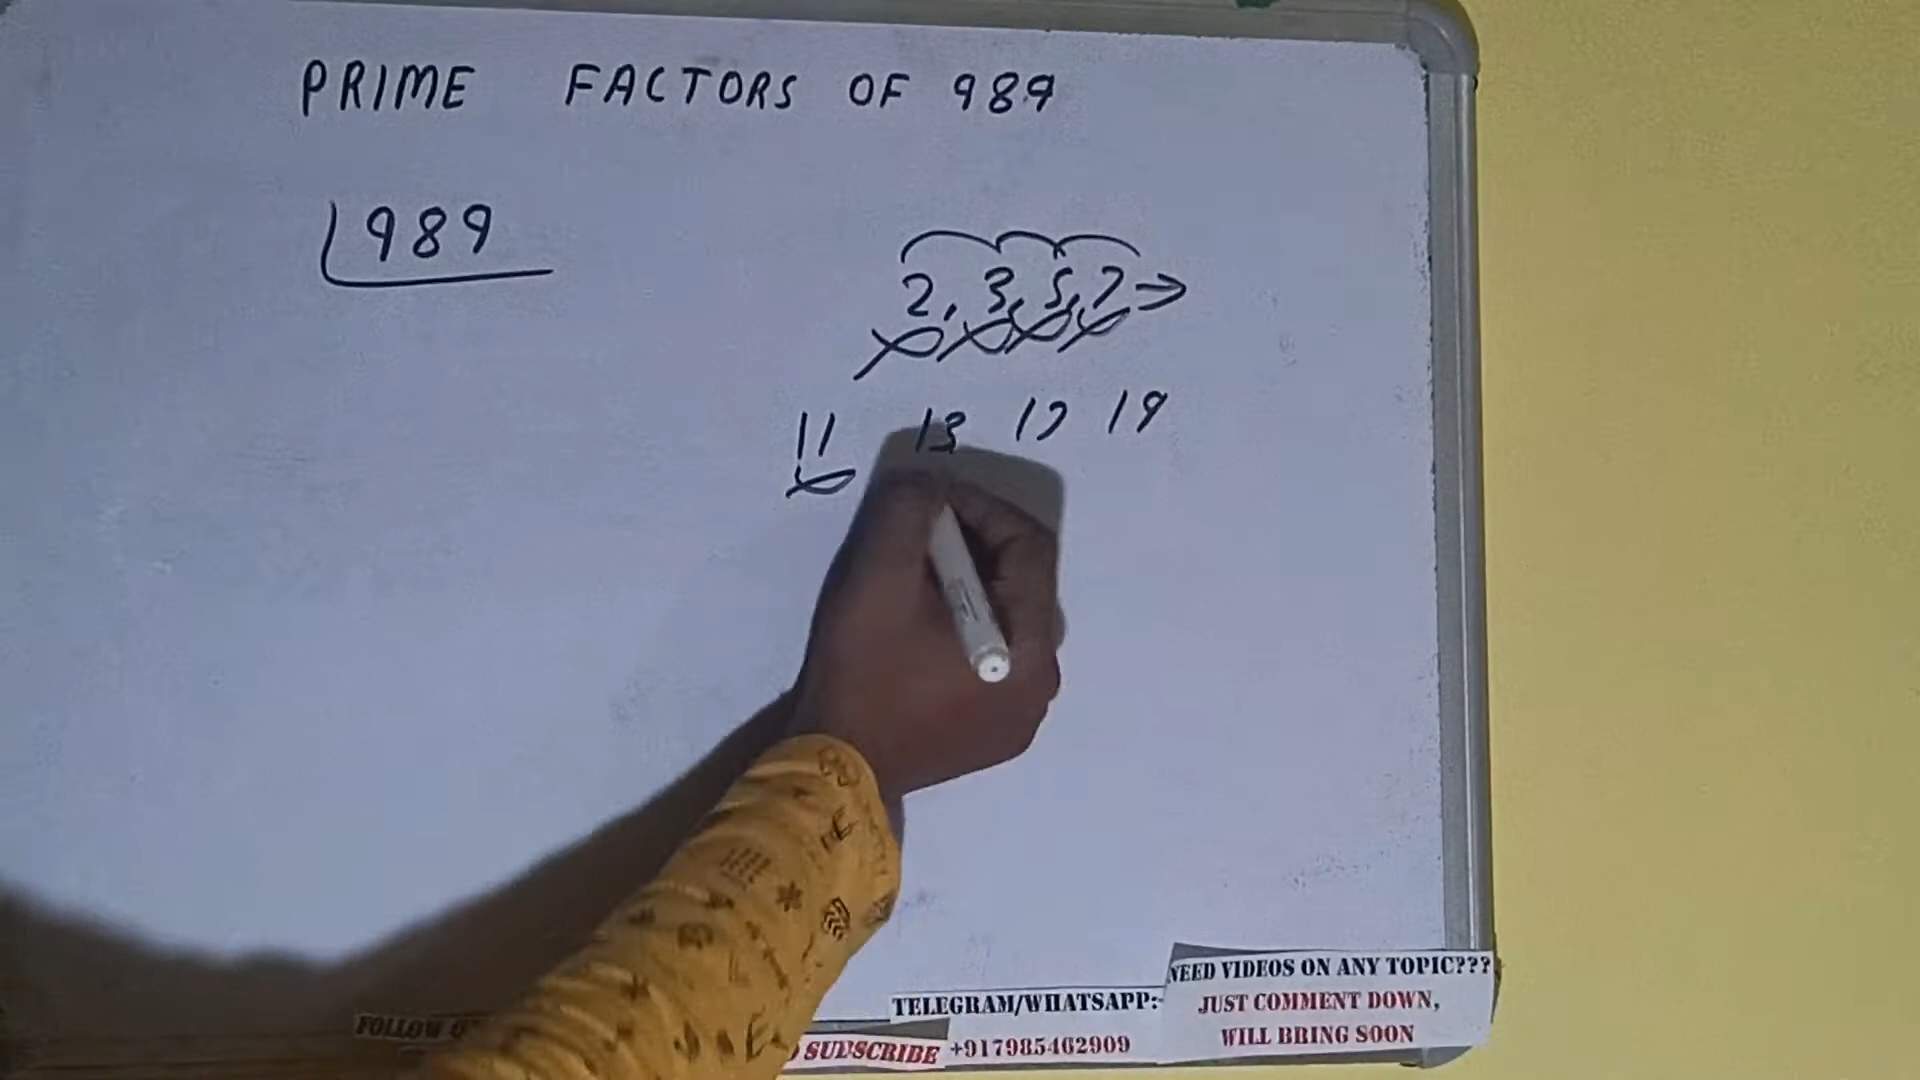 PRIME FACTORS OF 989
989
2, 3, 5, 7 →
11 13 17 19
NEED VIDEOS ON ANY TOPIC???
TELEGRAM/WHATSAPP:-
JUST COMMENT DOWN,
WILL BRING SOON
FOLLOW
SUBSCRIBE +917985462909